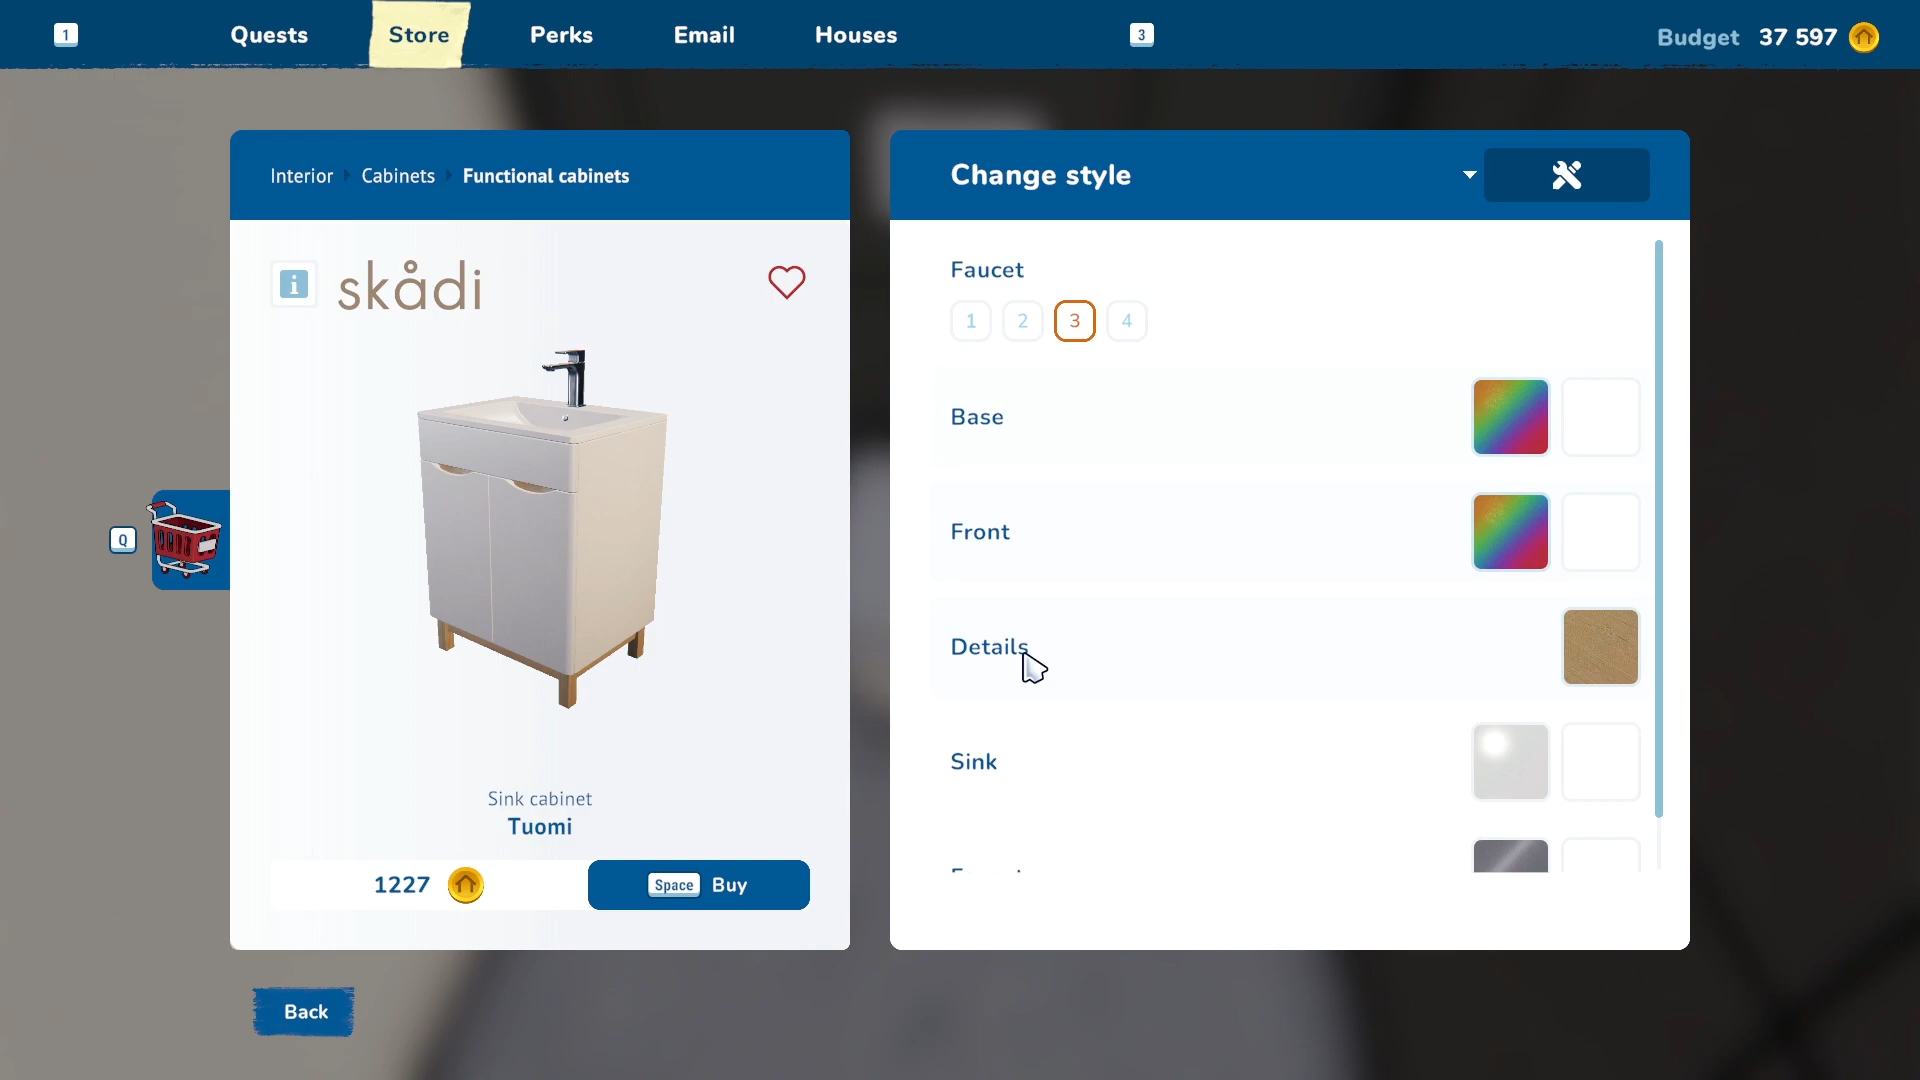 1
Quests
Store
Perks
Email
Houses
3
Budget 37 597
Interior Cabinets Functional cabinets
i skådi
Sink cabinet
Tuomi
1227
Space Buy
Q
Back
Change style
Faucet
1 2 3 4
Base
Front
Details
Sink